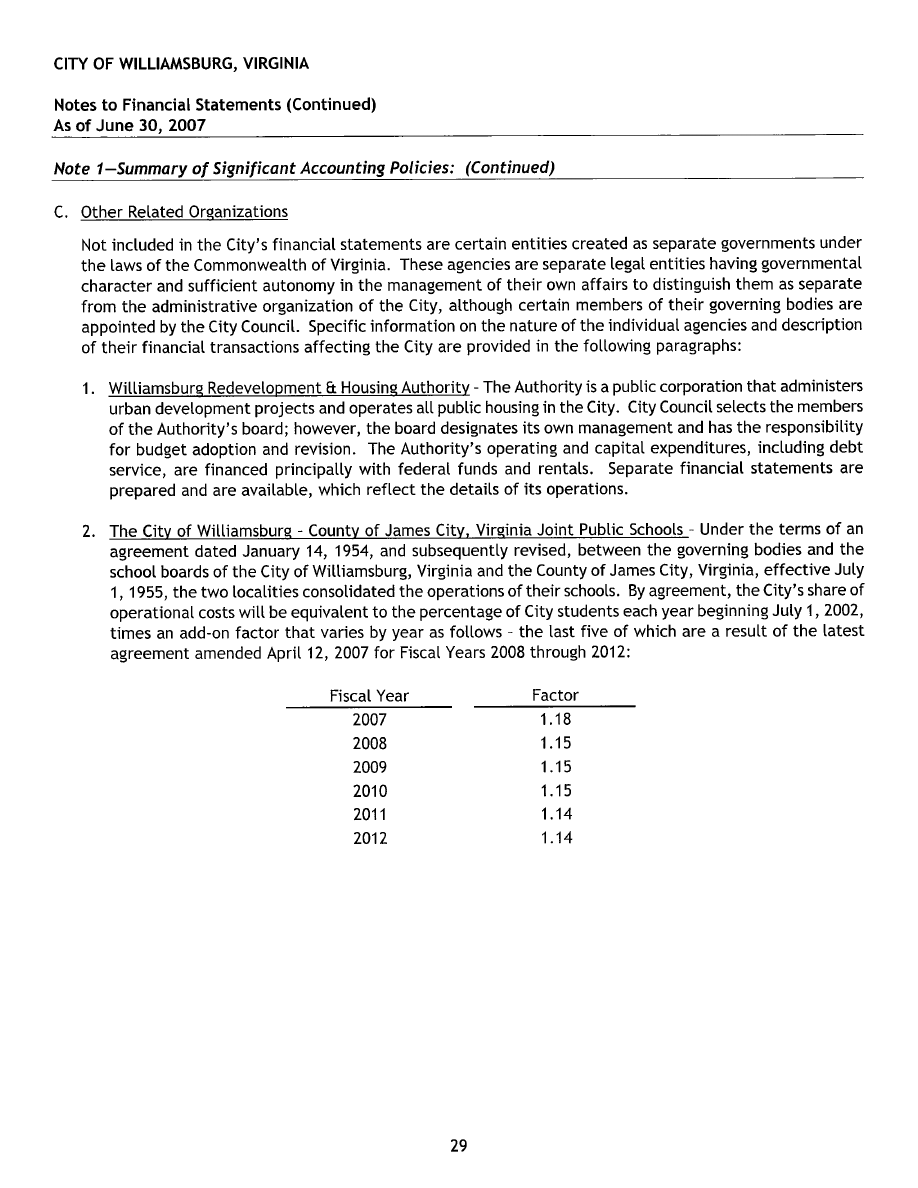 CITY OF WILLIAMSBURG, VIRGINIA
Notes to Financial Statements (Continued)
As of June 30, 2007
Note 1—Summary of Significant Accounting Policies: (Continued)
C. Other Related Organizations
Not included in the City's financial statements are certain entities created as separate governments under
the laws of the Commonwealth of Virginia. These agencies are separate legal entities having governmental
character and sufficient autonomy in the management of their own affairs to distinguish them as separate
from the administrative organization of the City, although certain members of their governing bodies are
appointed by the City Council. Specific information on the nature of the individual agencies and description
of their financial transactions affecting the City are provided in the following paragraphs:
1. Williamsburg Redevelopment & Housing Authority - The Authority is a public corporation that administers
urban development projects and operates all public housing in the City. City Council selects the members
of the Authority's board; however, the board designates its own management and has the responsibility
for budget adoption and revision. The Authority's operating and capital expenditures, including debt
service, are financed principally with federal funds and rentals. Separate financial statements are
prepared and are available, which reflect the details of its operations.
2. The City of Williamsburg - County of James City, Virginia Joint Public Schools - Under the terms of an
agreement dated January 14, 1954, and subsequently revised, between the governing bodies and the
school boards of the City of Williamsburg, Virginia and the County of James City, Virginia, effective July
1, 1955, the two localities consolidated the operations of their schools. By agreement, the City's share of
operational costs will be equivalent to the percentage of City students each year beginning July 1, 2002,
times an add-on factor that varies by year as follows - the last five of which are a result of the latest
agreement amended April 12, 2007 for Fiscal Years 2008 through 2012:
Fiscal Year Factor
2007 1.18
2008 1.15
2009 1.15
2010 1.15
2011 1.14
2012 1.14
29